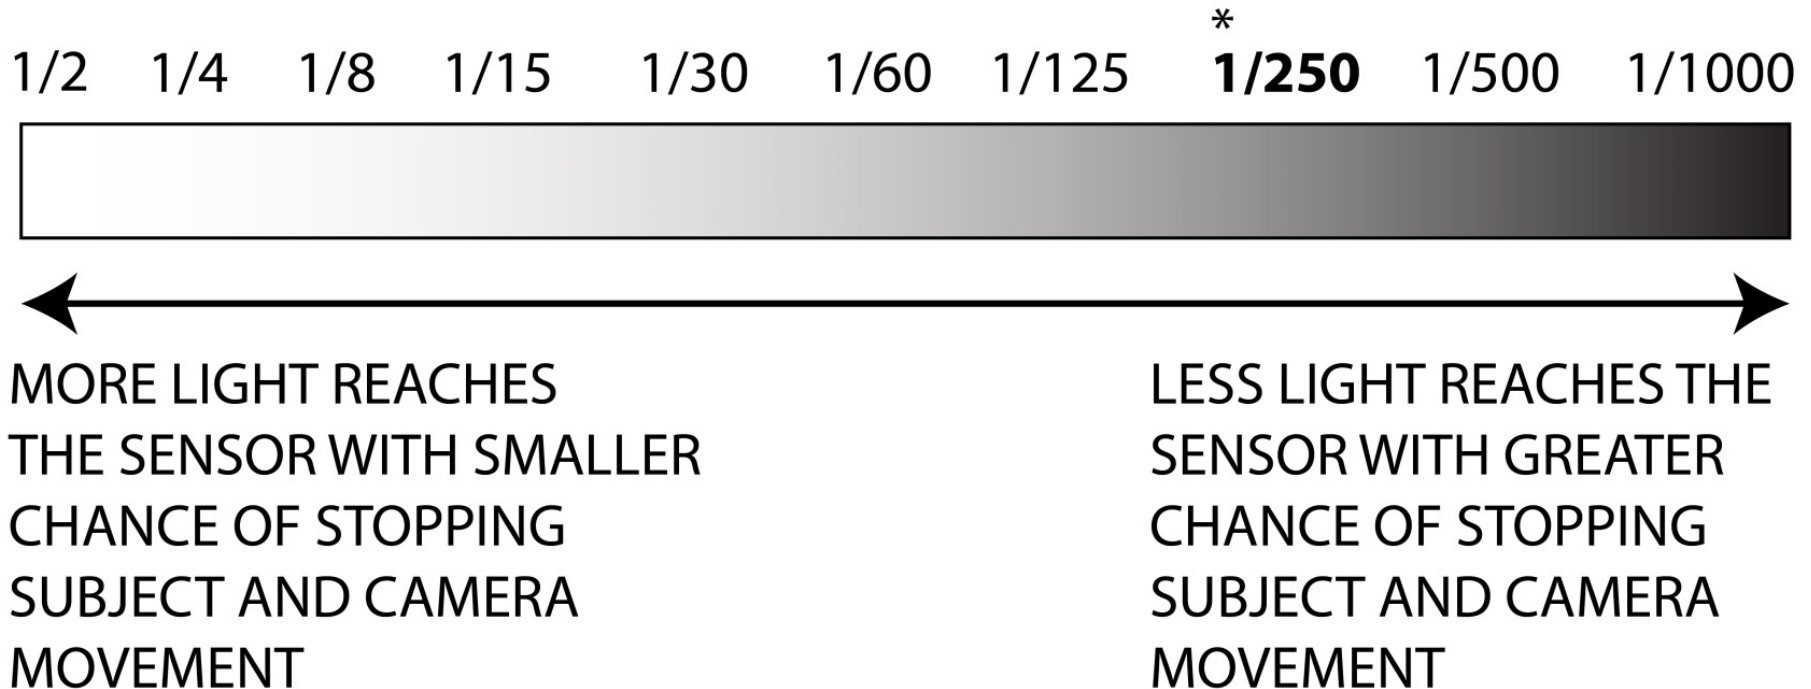 *
1/2 1/4 1/8 1/15 1/30 1/60 1/125 1/250 1/500 1/1000
MORE LIGHT REACHES
THE SENSOR WITH SMALLER
CHANCE OF STOPPING
SUBJECT AND CAMERA
MOVEMENT
LESS LIGHT REACHES THE
SENSOR WITH GREATER
CHANCE OF STOPPING
SUBJECT AND CAMERA
MOVEMENT